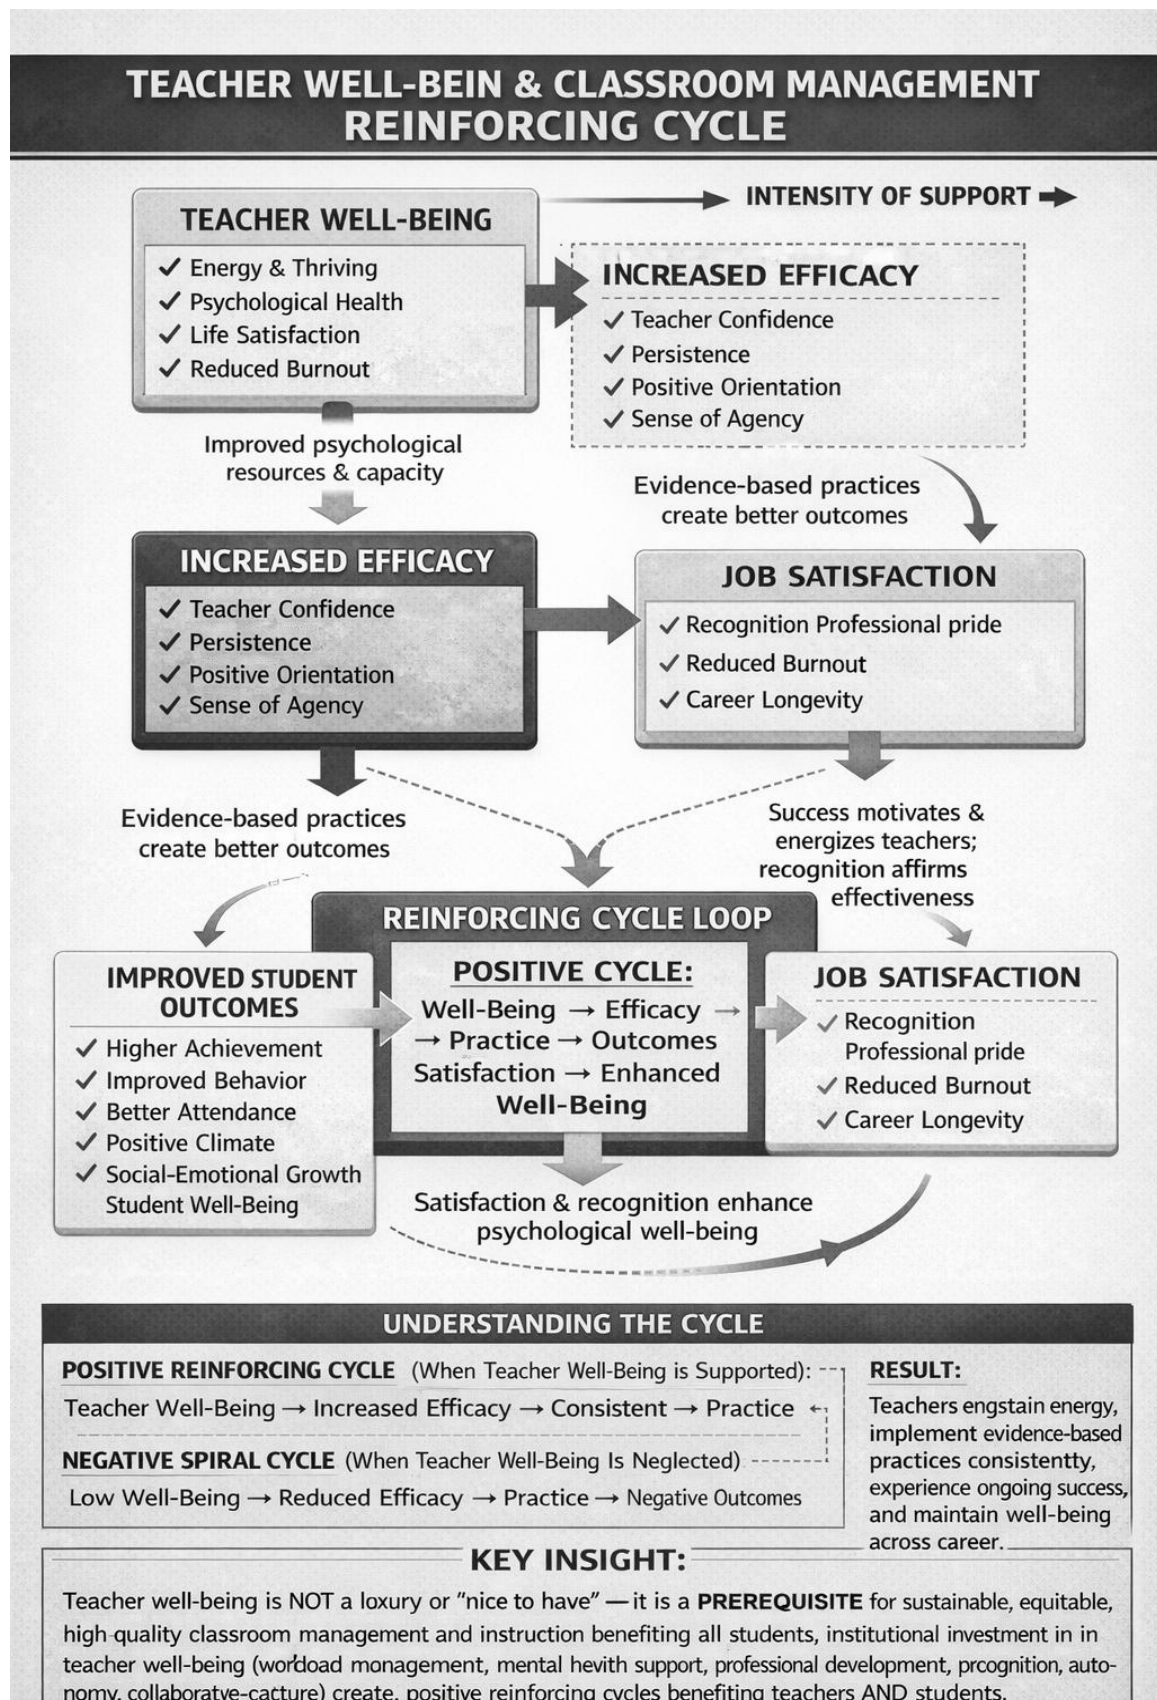 TEACHER WELL-BEIN & CLASSROOM MANAGEMENT
REINFORCING CYCLE
INTENSITY OF SUPPORT
TEACHER WELL-BEING
✓ Energy & Thriving
✓ Psychological Health
✓ Life Satisfaction
✓ Reduced Burnout
INCREASED EFFICACY
✓ Teacher Confidence
✓ Persistence
✓ Positive Orientation
✓ Sense of Agency
Improved psychological
resources & capacity
Evidence-based practices
create better outcomes
INCREASED EFFICACY
✓ Teacher Confidence
✓ Persistence
✓ Positive Orientation
✓ Sense of Agency
JOB SATISFACTION
✓ Recognition Professional pride
✓ Reduced Burnout
✓ Career Longevity
Evidence-based practices
create better outcomes
Success motivates &
energizes teachers;
recognition affirms
effectiveness
REINFORCING CYCLE LOOP
POSITIVE CYCLE:
Well-Being → Efficacy →
→ Practice → Outcomes
Satisfaction → Enhanced
Well-Being
IMPROVED STUDENT
OUTCOMES
✓ Higher Achievement
✓ Improved Behavior
✓ Better Attendance
✓ Positive Climate
✓ Social-Emotional Growth
Student Well-Being
JOB SATISFACTION
✓ Recognition
Professional pride
✓ Reduced Burnout
✓ Career Longevity
Satisfaction & recognition enhance
psychological well-being
UNDERSTANDING THE CYCLE
POSITIVE REINFORCING CYCLE (When Teacher Well-Being is Supported):
Teacher Well-Being → Increased Efficacy → Consistent → Practice
NEGATIVE SPIRAL CYCLE (When Teacher Well-Being Is Neglected)
Low Well-Being → Reduced Efficacy → Practice → Negative Outcomes
RESULT:
Teachers engstain energy,
implement evidence-based
practices consistentty,
experience ongoing success,
and maintain well-being
across career.
KEY INSIGHT:
Teacher well-being is NOT a loxury or "nice to have" — it is a PREREQUISITE for sustainable, equitable,
high-quality classroom management and instruction benefiting all students, institutional investment in in
teacher well-being (wordoad monagement, mental hevith support, professional development, prcognition, auto-
nomy, collaboratye-cacture) create, positive reinforcing cycles benefiting teachers AND students.